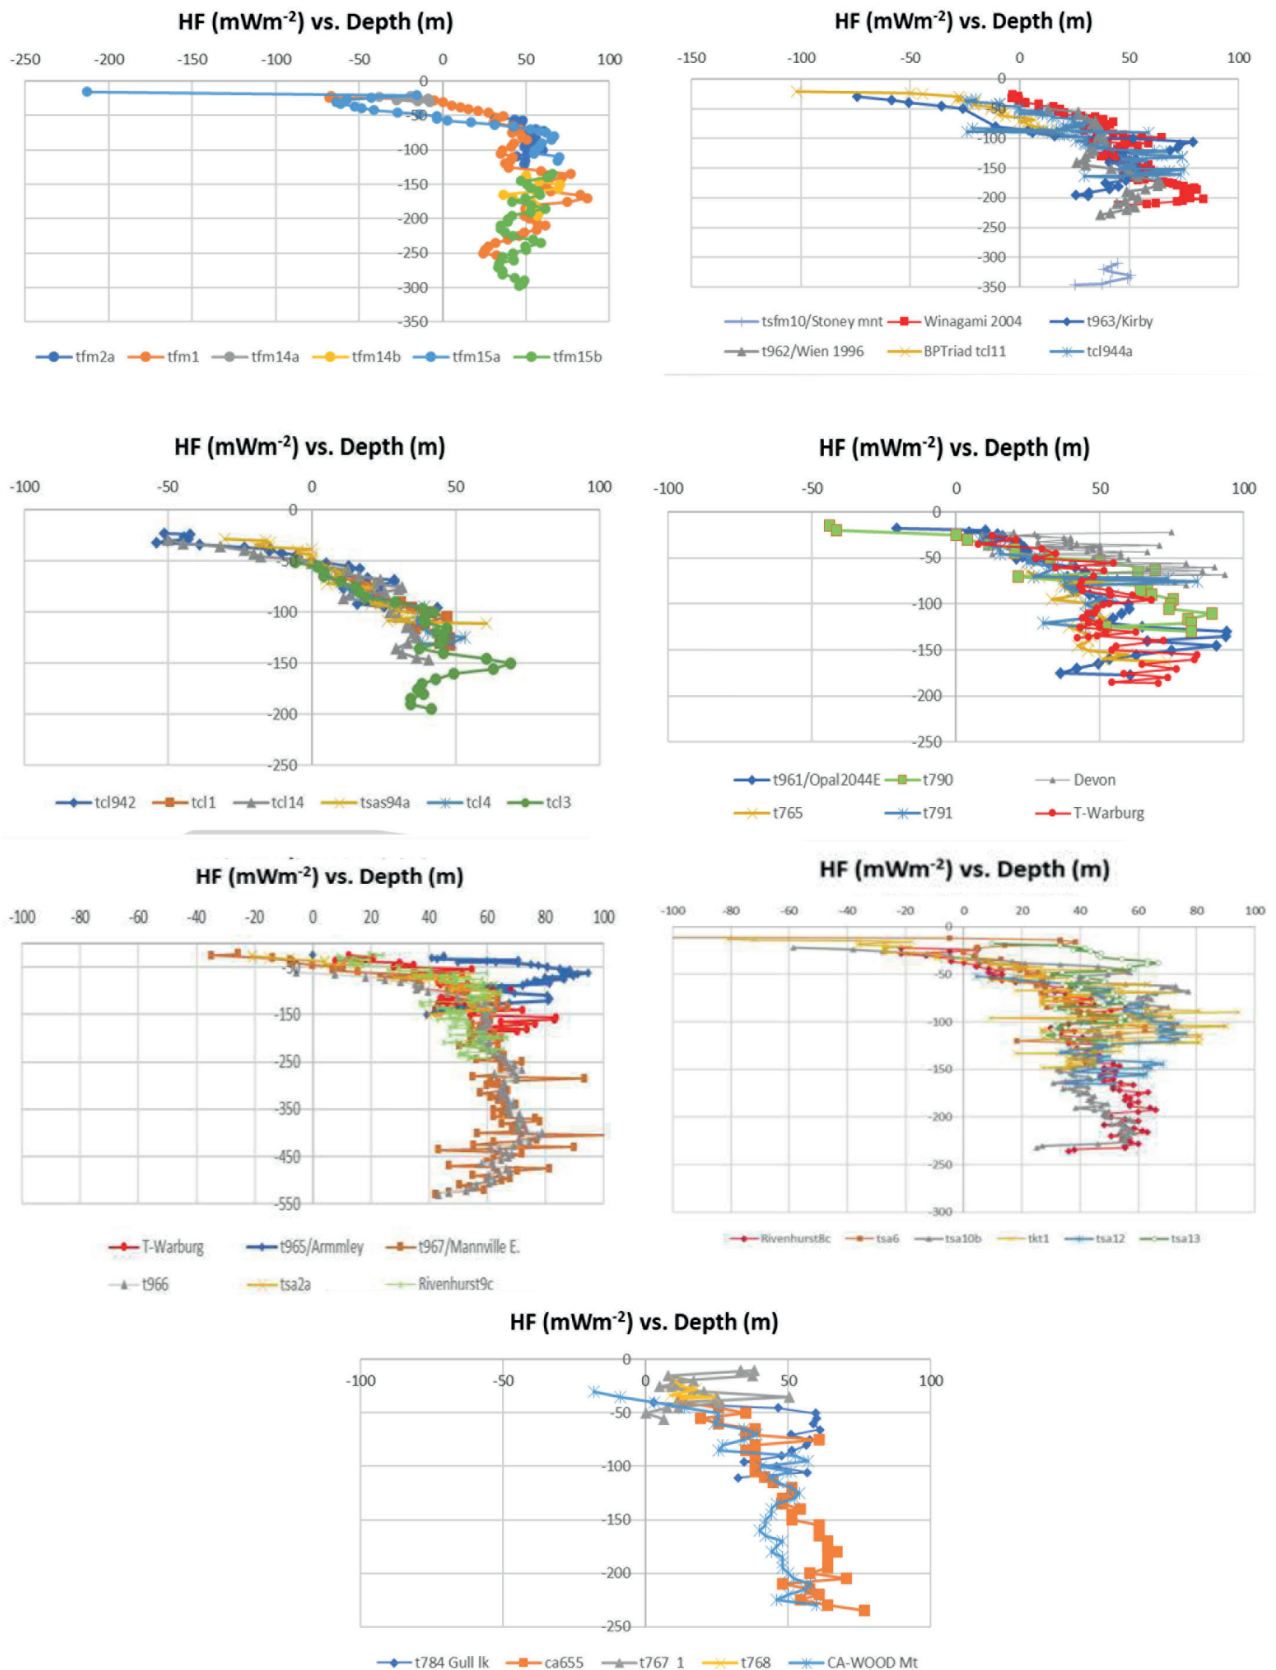 HF (mWm-2) vs. Depth (m)
-250 -200 -150 -100 -50 0 50 100
0
-50
-100
-150
-200
-250
-300
-350
tfm2a tfm1 tfm14a tfm14b tfm15a tfm15b
HF (mWm-2) vs. Depth (m)
-150 -100 -50 0 50 100
0
-50
-100
-150
-200
-250
-300
-350
tsfm10/Stoney mnt Winagami 2004 t963/Kirby
t962/Wien 1996 BPTriad tcl11 tcl944a
HF (mWm-2) vs. Depth (m)
-100 -50 0 50 100
0
-50
-100
-150
-200
-250
tcl942 tcl1 tcl14 tsas94a tcl4 tcl3
HF (mWm-2) vs. Depth (m)
-100 -50 0 50 100
0
-50
-100
-150
-200
-250
t961/Opal2044E t790 Devon
t765 t791 T-Warburg
HF (mWm-2) vs. Depth (m)
-100 -80 -60 -40 -20 0 20 40 60 80 100
-50
-150
-250
-350
-450
-550
T-Warburg t965/Armmley t967/Mannville E.
t966 tsa2a Rivenhurst9c
HF (mWm-2) vs. Depth (m)
-100 -80 -60 -40 -20 0 20 40 60 80 100
0
-50
-100
-150
-200
-250
-300
Rivenhurst8c tsa6 tsa10b tkt1 tsa12 tsa13
HF (mWm-2) vs. Depth (m)
-100 -50 0 50 100
0
-50
-100
-150
-200
-250
t784 Gull lk ca655 t767_1 t768 CA-WOOD Mt